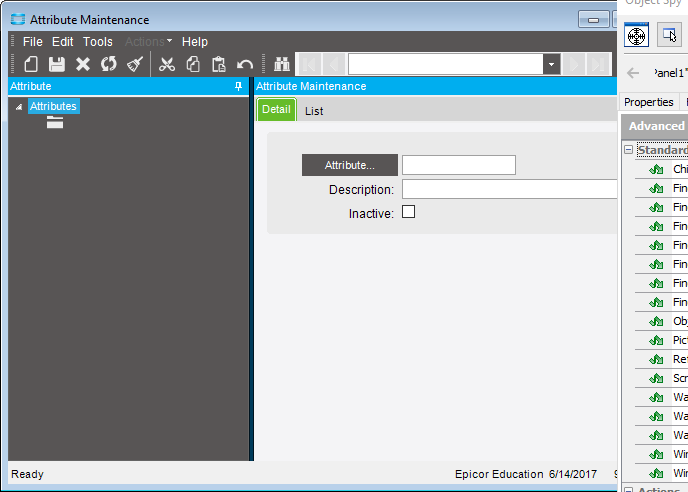 Attribute Maintenance
File Edit Tools Actions Help
Attribute
Attributes
Attribute Maintenance
Detail List
Attribute...
Description:
Inactive:
Ready
Epicor Education 6/14/2017 9
Object Spy
Panel1"
Properties
Advanced
Standard
Chi
Fin
Fin
Fin
Fin
Fin
Fin
Fin
Obj
Pict
Ref
Scr
Wa
Wa
Wa
Win
Win
Actions